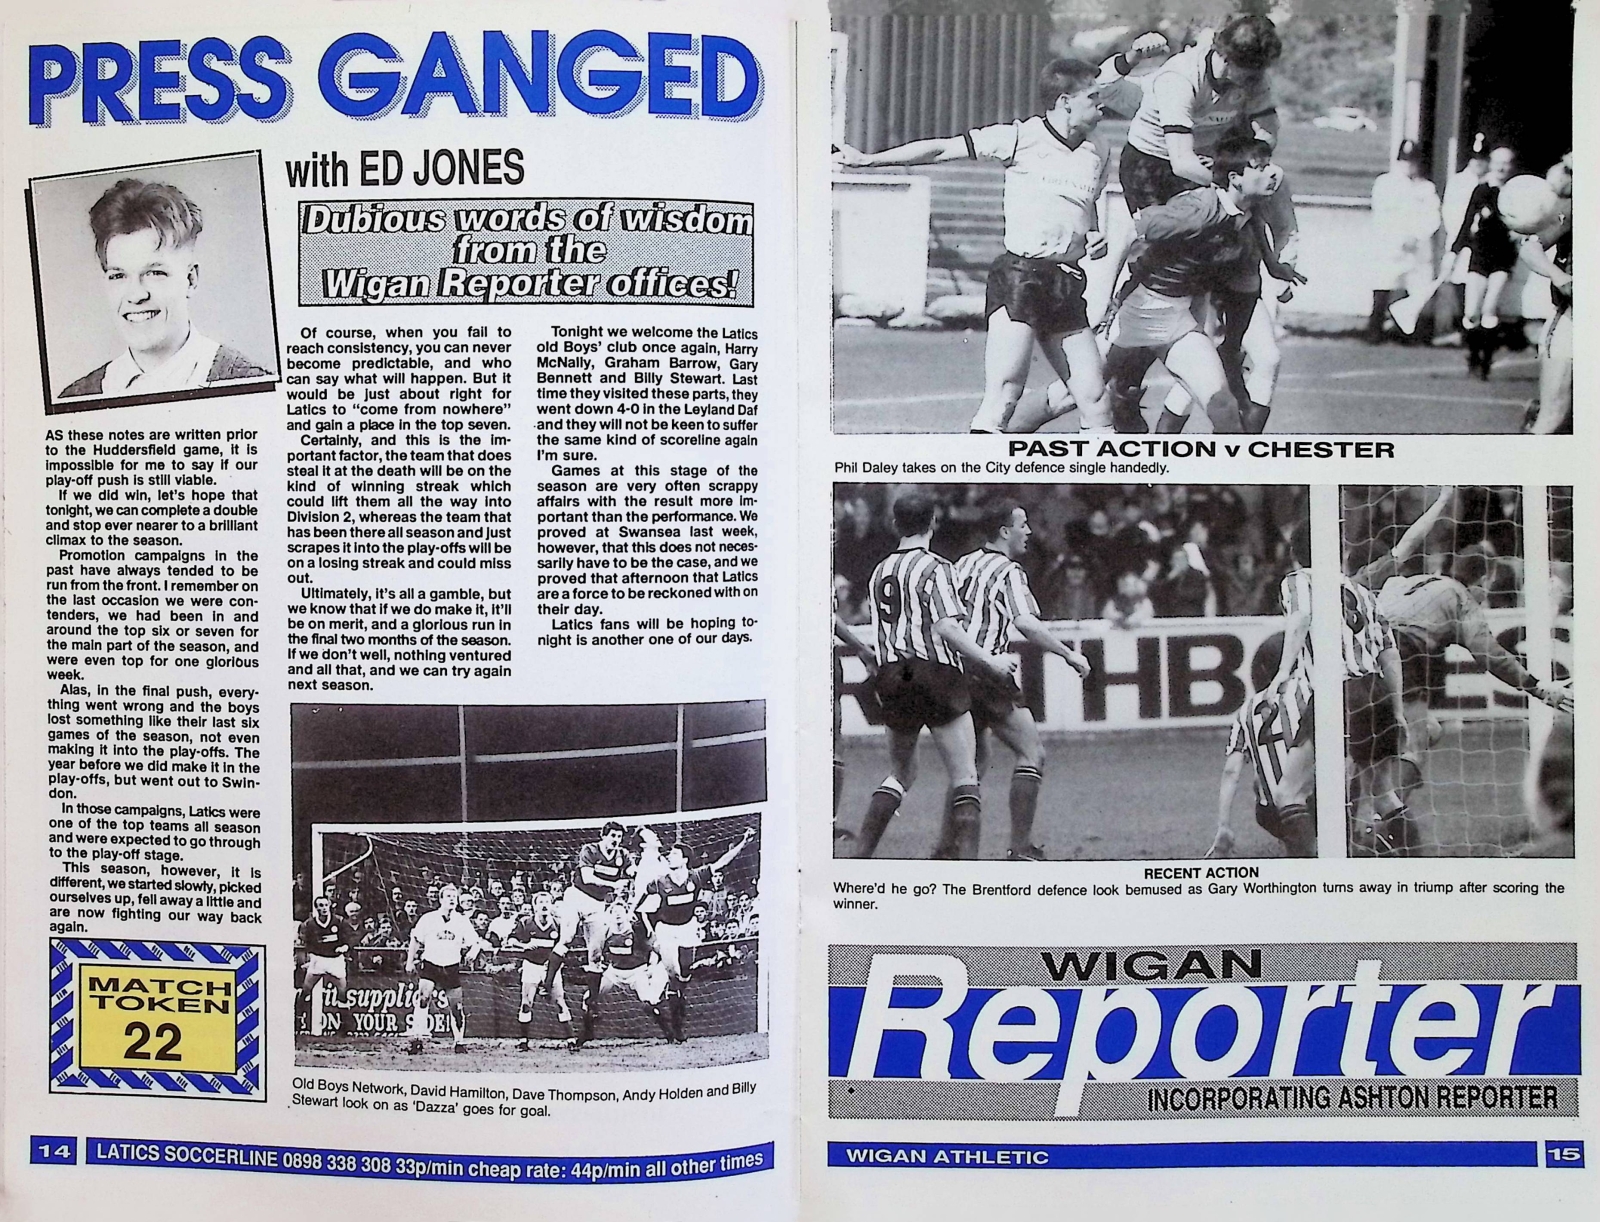 PRESS GANGED
with ED JONES
Dubious words of wisdom
from the
Wigan Reporter offices!
AS these notes are written prior
to the Huddersfield game, it is
impossible for me to say if our
play-off push is still viable.
If we did win, let's hope that
tonight, we can complete a double
and stop ever nearer to a brilliant
climax to the season.
Promotion campaigns in the
past have always tended to be
run from the front. I remember on
the last occasion we were con-
tenders, we had been in and
around the top six or seven for
the main part of the season, and
were even top for one glorious
week.
Alas, in the final push, every-
thing went wrong and the boys
lost something like their last six
games of the season, not even
making it into the play-offs. The
year before we did make it in the
play-offs, but went out to Swin-
don.
In those campaigns, Latics were
one of the top teams all season
and were expected to go through
to the play-off stage.
This season, however, it is
different, we started slowly, picked
ourselves up, fell away a little and
are now fighting our way back
again.
MATCH
TOKEN
22
Of course, when you fail to
reach consistency, you can never
become predictable, and who
can say what will happen. But it
would be just about right for
Latics to “come from nowhere”
and gain a place in the top seven.
Certainly, and this is the im-
portant factor, the team that does
steal it at the death will be on the
kind of winning streak which
could lift them all the way into
Division 2, whereas the team that
has been there all season and just
scrapes it into the play-offs will be
on a losing streak and could miss
out.
Ultimately, it's all a gamble, but
we know that if we do make it, it'll
be on merit, and a glorious run in
the final two months of the season.
If we don't well, nothing ventured
and all that, and we can try again
next season.
Tonight we welcome the Latics
old Boys' club once again, Harry
McNally, Graham Barrow, Gary
Bennett and Billy Stewart. Last
time they visited these parts, they
went down 4-0 in the Leyland Daf
and they will not be keen to suffer
the same kind of scoreline again
I'm sure.
Games at this stage of the
season are very often scrappy
affairs with the result more im-
portant than the performance. We
proved at Swansea last week,
however, that this does not neces-
sarily have to be the case, and we
proved that afternoon that Latics
are a force to be reckoned with on
their day.
Latics fans will be hoping to-
night is another one of our days.
supplie's
ON YOUR SIDE!
Old Boys Network, David Hamilton, Dave Thompson, Andy Holden and Billy
Stewart look on as 'Dazza' goes for goal.
14
LATICS SOCCERLINE 0898 338 308 33p/min cheap rate: 44p/min all other times
PAST ACTION v CHESTER
Phil Daley takes on the City defence single handedly.
9
8
2
THB
ES
RECENT ACTION
Where'd he go? The Brentford defence look bemused as Gary Worthington turns away in triump after scoring the
winner.
WIGAN
Reporter
INCORPORATING ASHTON REPORTER
WIGAN ATHLETIC
15